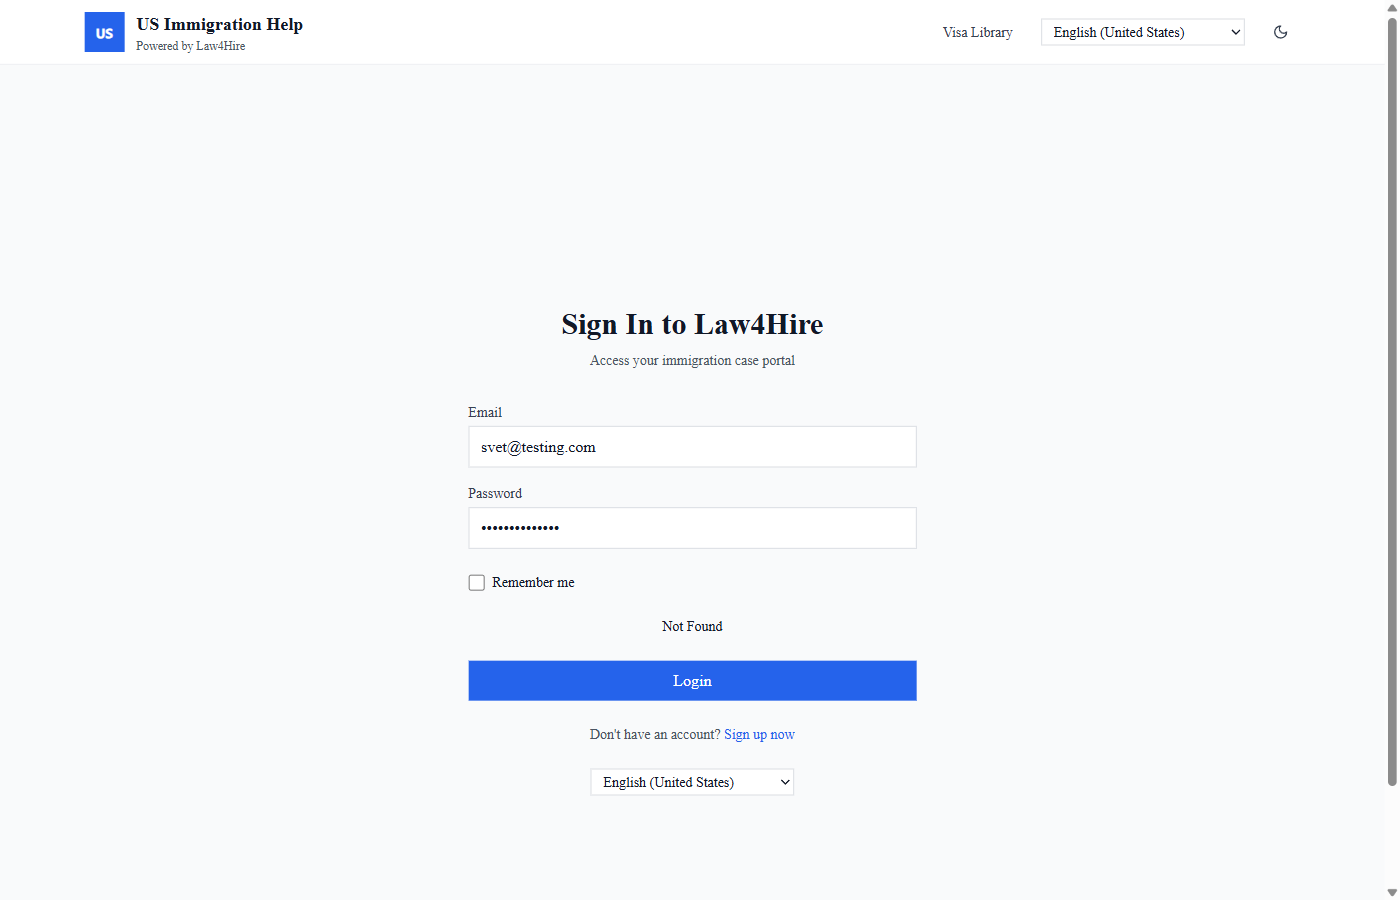 US
US Immigration Help
Powered by Law4Hire
Visa Library
English (United States)
Sign In to Law4Hire
Access your immigration case portal
Email
svet@testing.com
Password
••••••••••••••
Remember me
Not Found
Login
Don't have an account? Sign up now
English (United States)